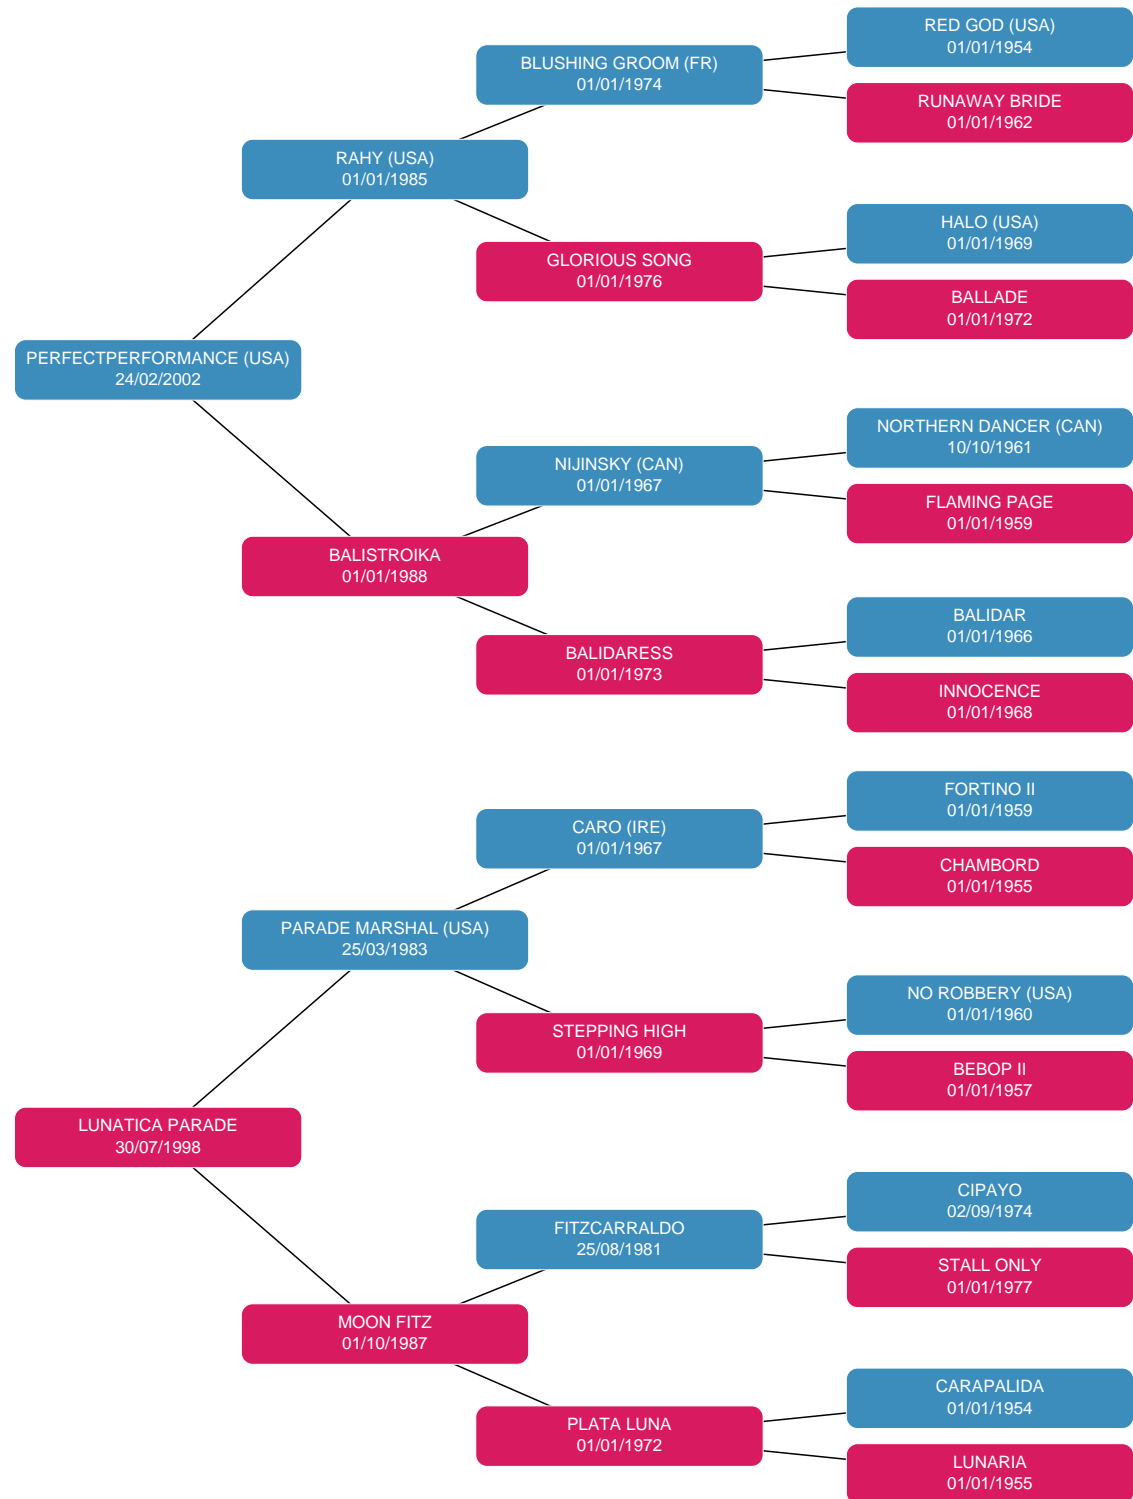 RED GOD (USA)
01/01/1954
BLUSHING GROOM (FR)
01/01/1974
RUNAWAY BRIDE
01/01/1962
RAHY (USA)
01/01/1985
HALO (USA)
01/01/1969
GLORIOUS SONG
01/01/1976
BALLADE
01/01/1972
PERFECTPERFORMANCE (USA)
24/02/2002
NORTHERN DANCER (CAN)
10/10/1961
NIJINSKY (CAN)
01/01/1967
FLAMING PAGE
01/01/1959
BALISTROIKA
01/01/1988
BALIDAR
01/01/1966
BALIDARESS
01/01/1973
INNOCENCE
01/01/1968
FORTINO II
01/01/1959
CARO (IRE)
01/01/1967
CHAMBORD
01/01/1955
PARADE MARSHAL (USA)
25/03/1983
NO ROBBERY (USA)
01/01/1960
STEPPING HIGH
01/01/1969
BEBOP II
01/01/1957
LUNATICA PARADE
30/07/1998
CIPAYO
02/09/1974
FITZCARRALDO
25/08/1981
STALL ONLY
01/01/1977
MOON FITZ
01/10/1987
CARAPALIDA
01/01/1954
PLATA LUNA
01/01/1972
LUNARIA
01/01/1955